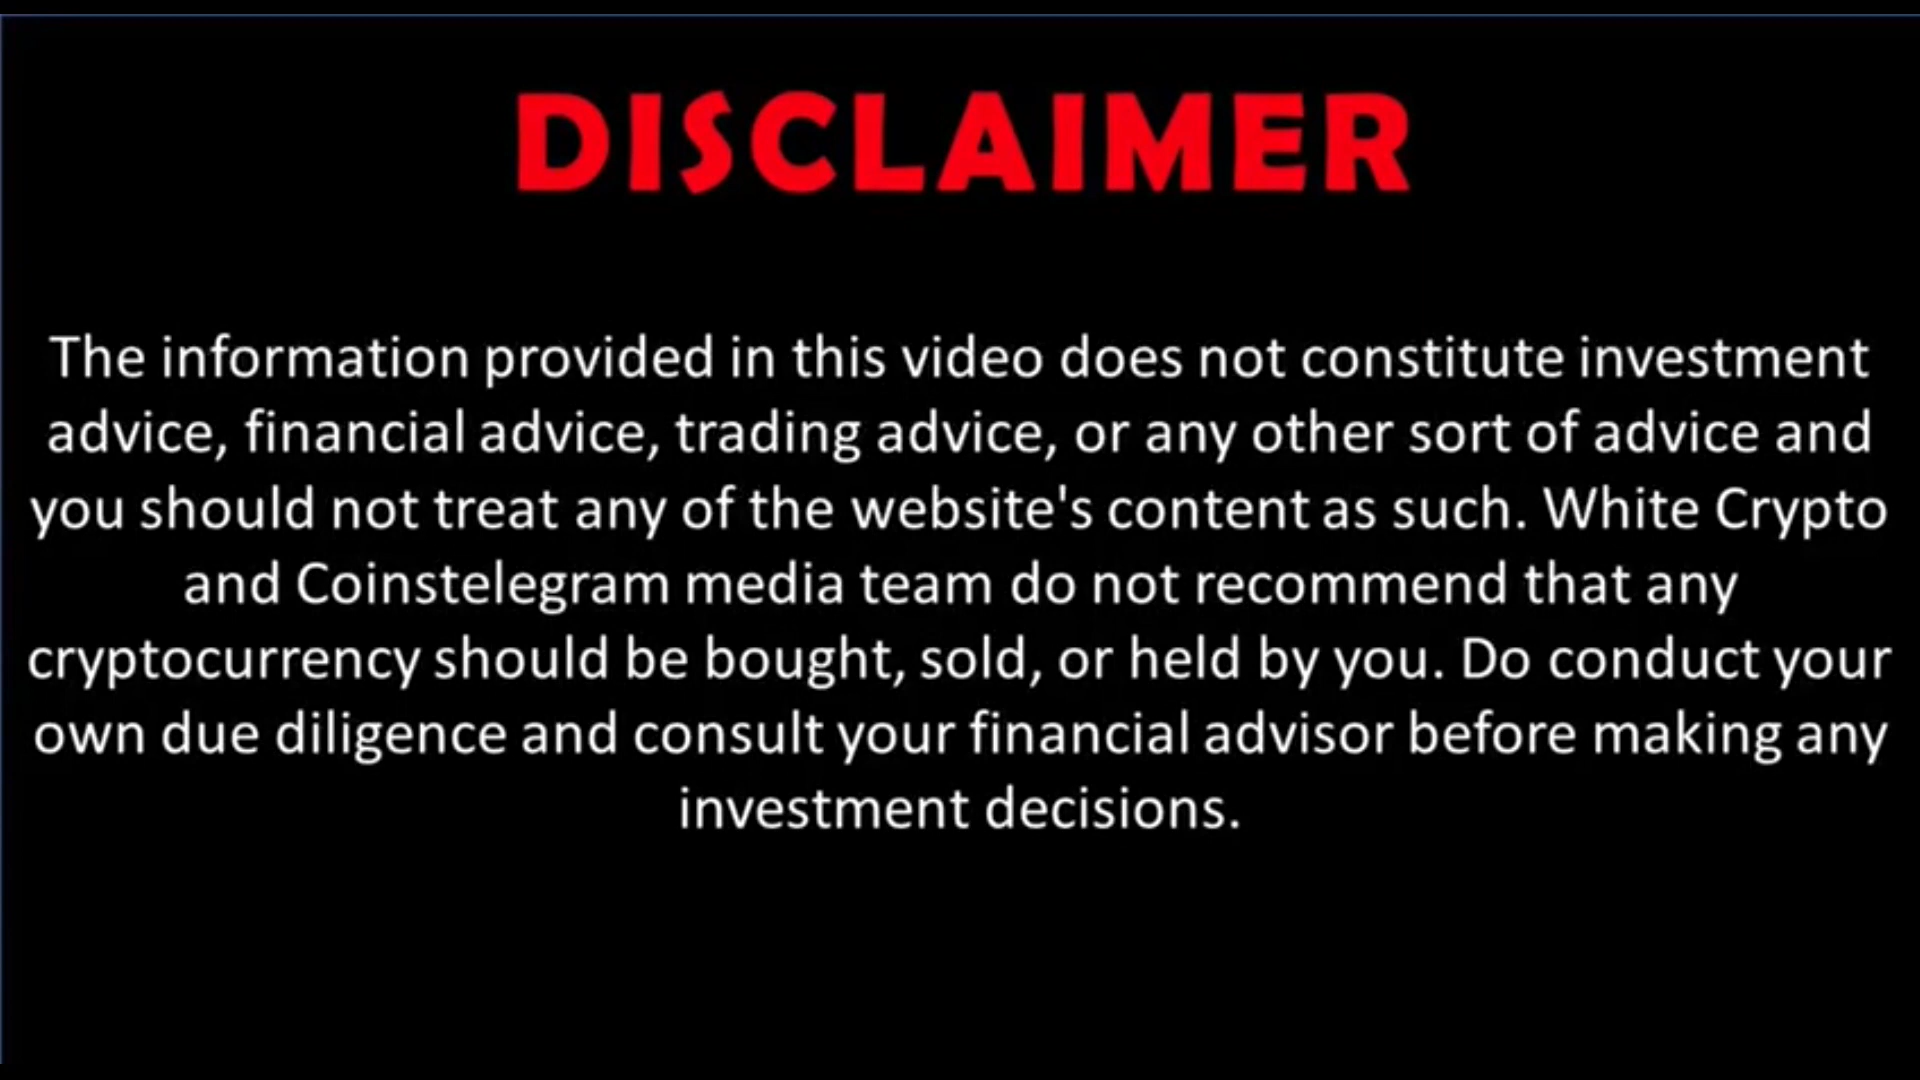 DISCLAIMER
The information provided in this video does not constitute investment
advice, financial advice, trading advice, or any other sort of advice and
you should not treat any of the website's content as such. White Crypto
and Coinstelegram media team do not recommend that any
cryptocurrency should be bought, sold, or held by you. Do conduct your
own due diligence and consult your financial advisor before making any
investment decisions.